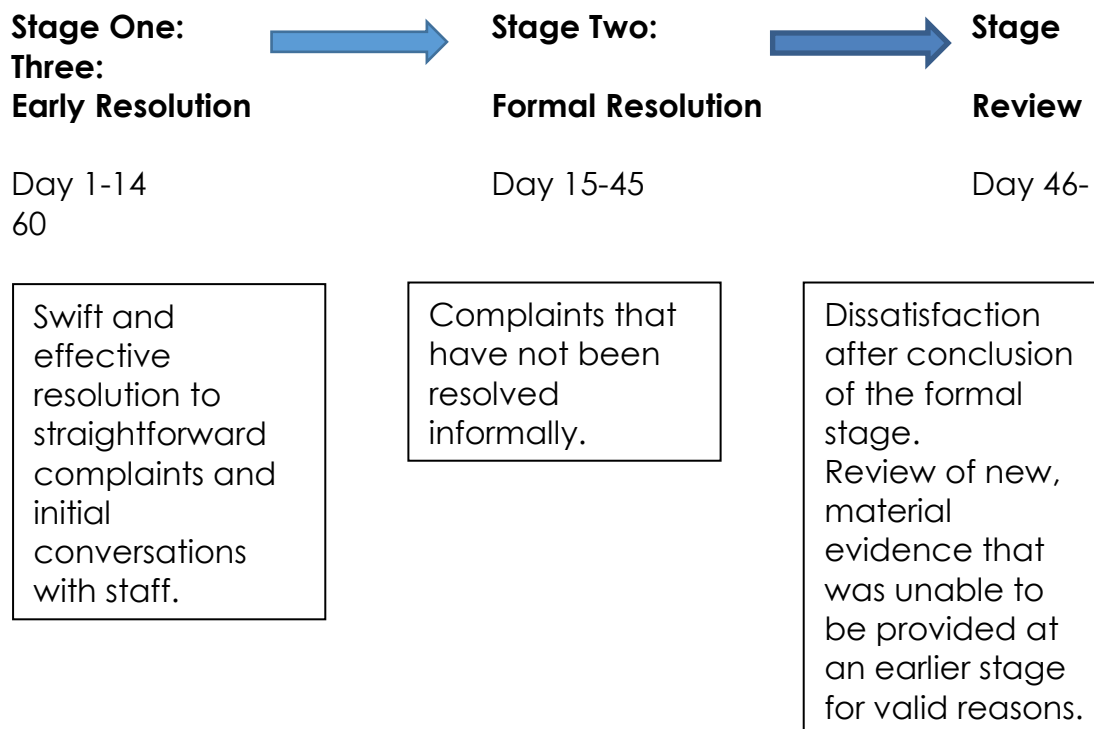 Stage One: Stage Two: Stage
Three:
Early Resolution Formal Resolution Review
Day 1-14 Day 15-45 Day 46-
60
Swift and
effective
resolution to
straightforward
complaints and
initial
conversations
with staff.
Complaints that
have not been
resolved
informally.
Dissatisfaction
after conclusion
of the formal
stage.
Review of new,
material
evidence that
was unable to
be provided at
an earlier stage
for valid reasons.